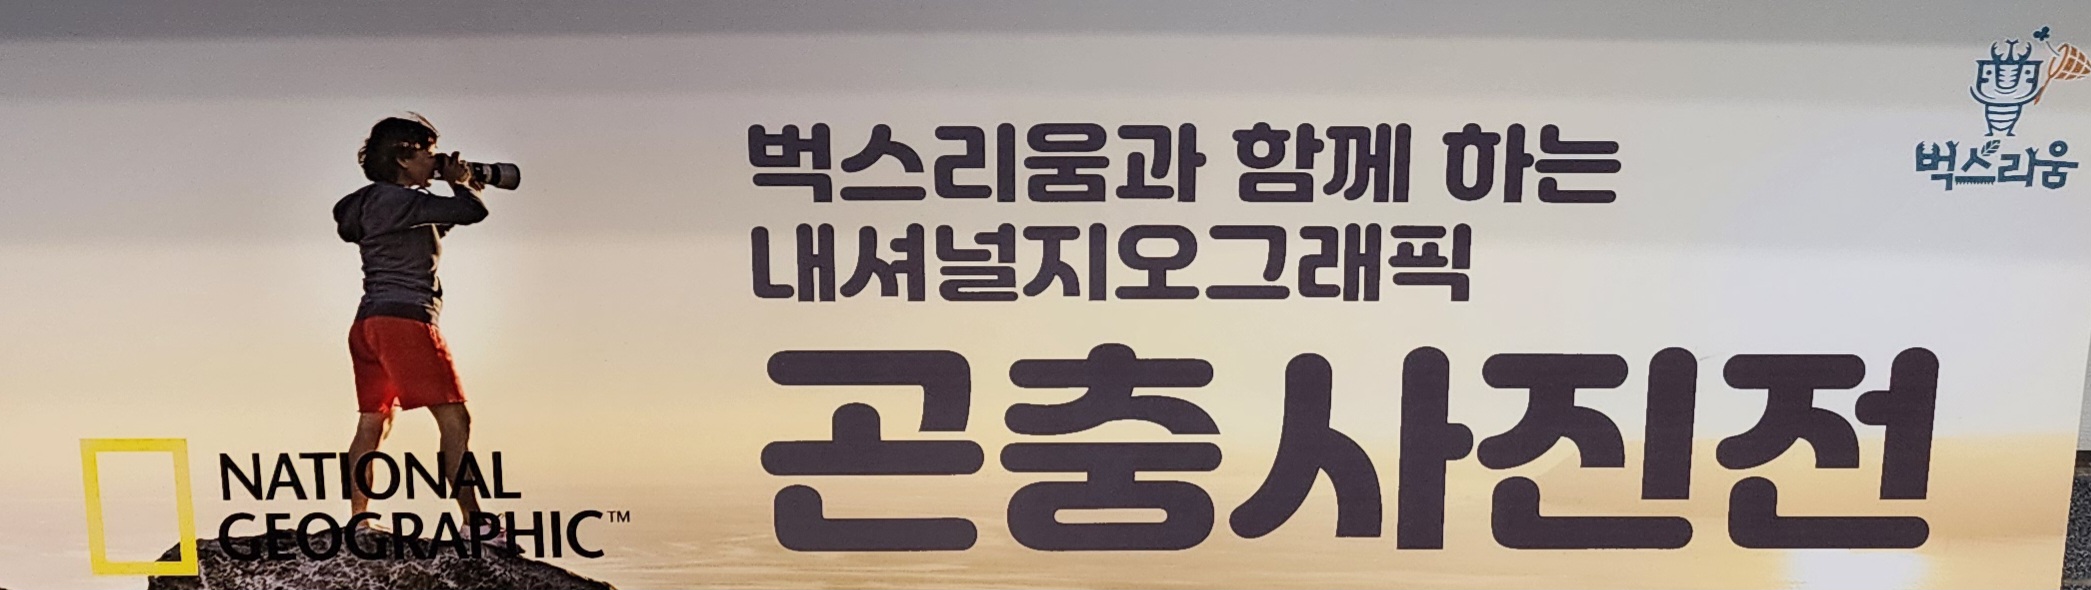 벅스리움과 함께 하는
내셔널지오그래픽
곤충사진전
NATIONAL
GEOGRAPHIC™
벅스리움